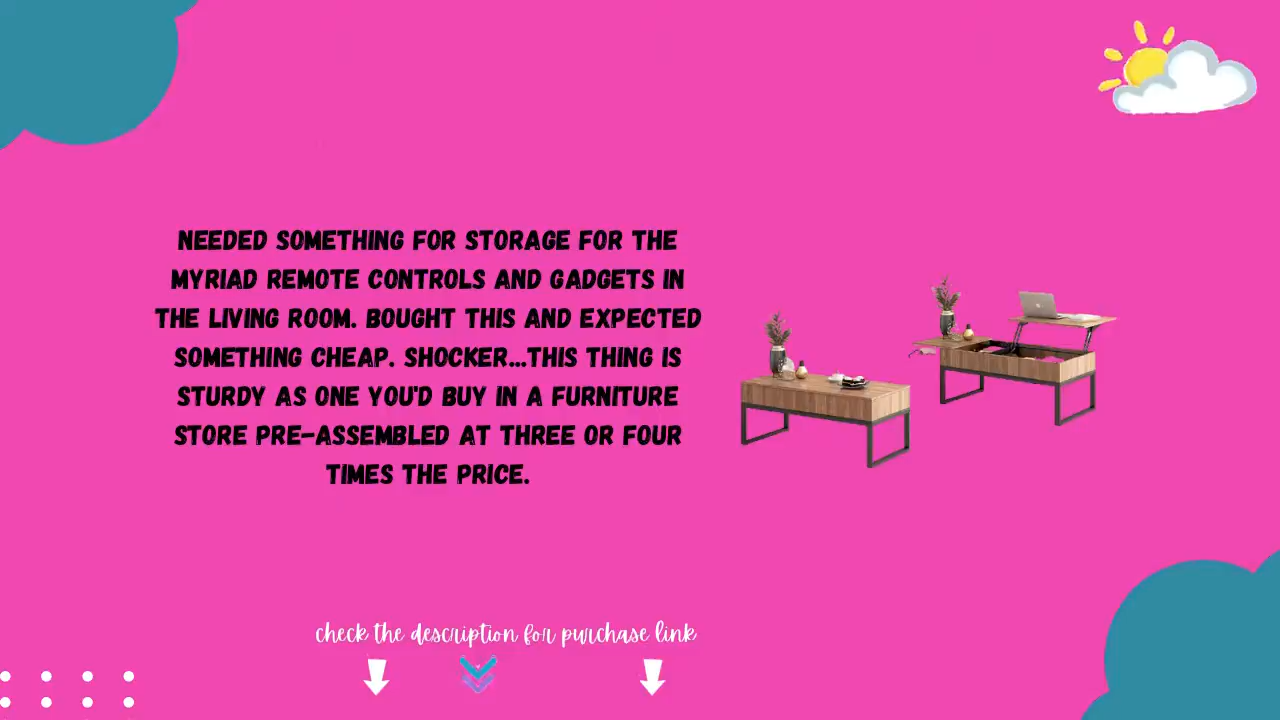 NEEDED SOMETHING FOR STORAGE FOR THE
MYRIAD REMOTE CONTROLS AND GADGETS IN
THE LIVING ROOM. BOUGHT THIS AND EXPECTED
SOMETHING CHEAP. SHOCKER...THIS THING IS
STURDY AS ONE YOU'D BUY IN A FURNITURE
STORE PRE-ASSEMBLED AT THREE OR FOUR
TIMES THE PRICE.
check the description for purchase link